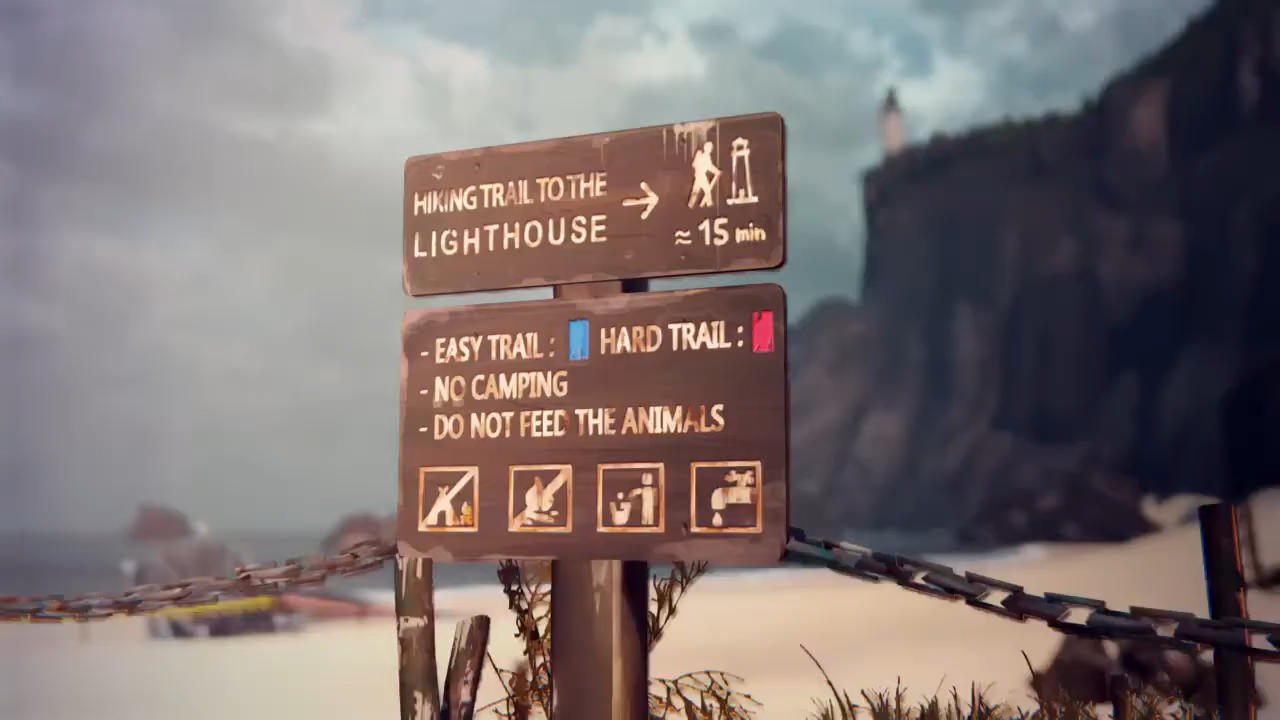 HIKING TRAIL TO THE
LIGHTHOUSE →
≈ 15 min
- EASY TRAIL : HARD TRAIL :
- NO CAMPING
- DO NOT FEED THE ANIMALS